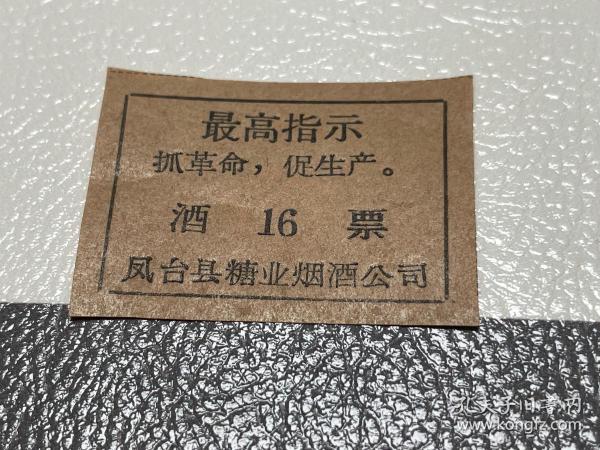 最高指示
抓革命，促生产。
酒 16 票
凤台县糖业烟酒公司
孔夫子旧书网
kongfz.com